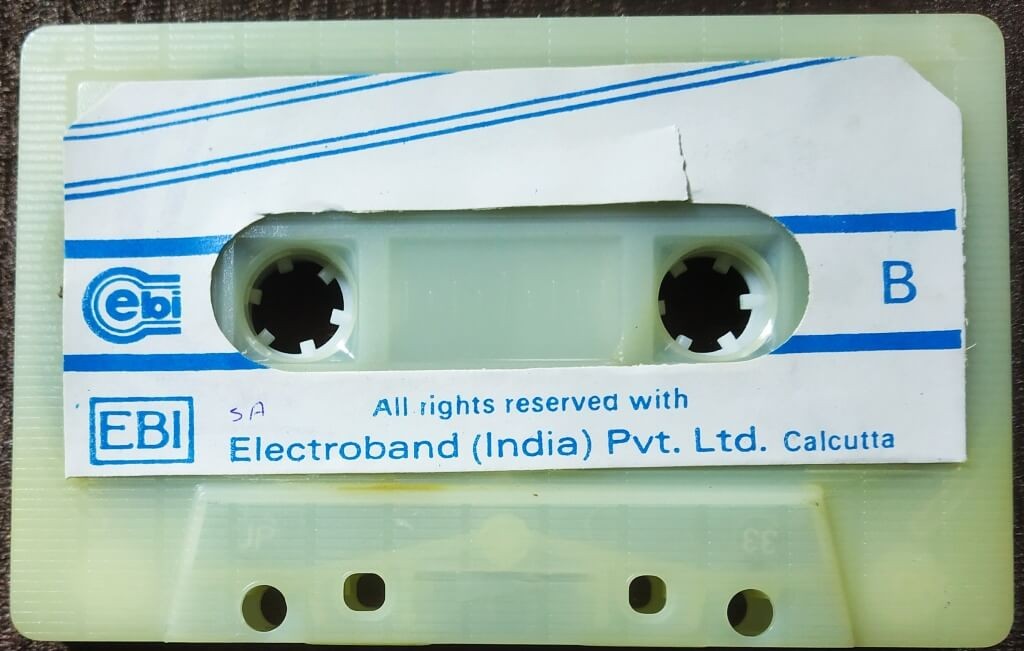 ebi
B
EBI
SA
All rights reserved with
Electroband (India) Pvt. Ltd. Calcutta